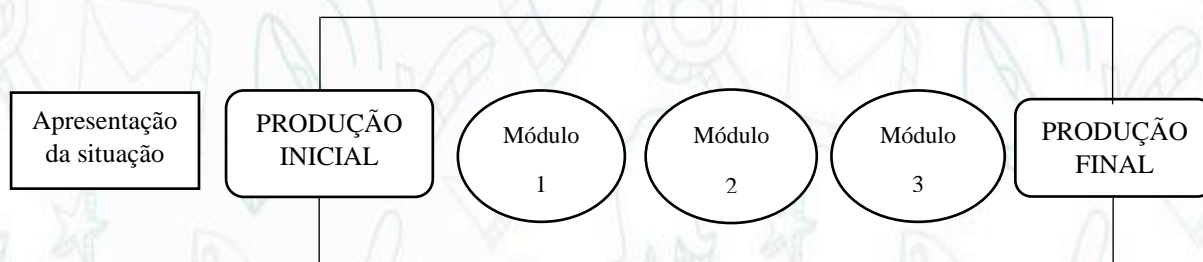 Apresentação
da situação
PRODUÇÃO
INICIAL
Módulo
1
Módulo
2
Módulo
3
PRODUÇÃO
FINAL